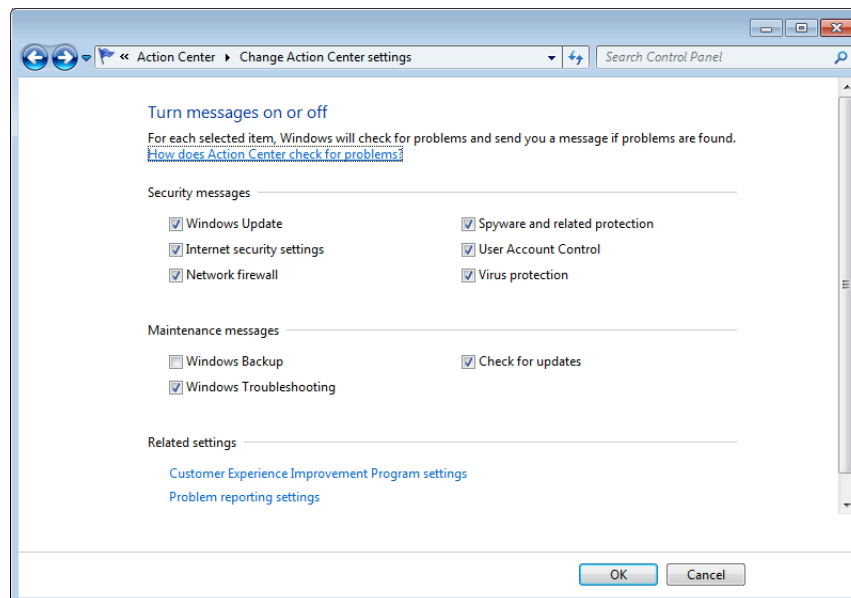 « Action Center ▸ Change Action Center settings
Search Control Panel
Turn messages on or off
For each selected item, Windows will check for problems and send you a message if problems are found.
How does Action Center check for problems?
Security messages
Windows Update
Spyware and related protection
Internet security settings
User Account Control
Network firewall
Virus protection
Maintenance messages
Windows Backup
Check for updates
Windows Troubleshooting
Related settings
Customer Experience Improvement Program settings
Problem reporting settings
OK
Cancel